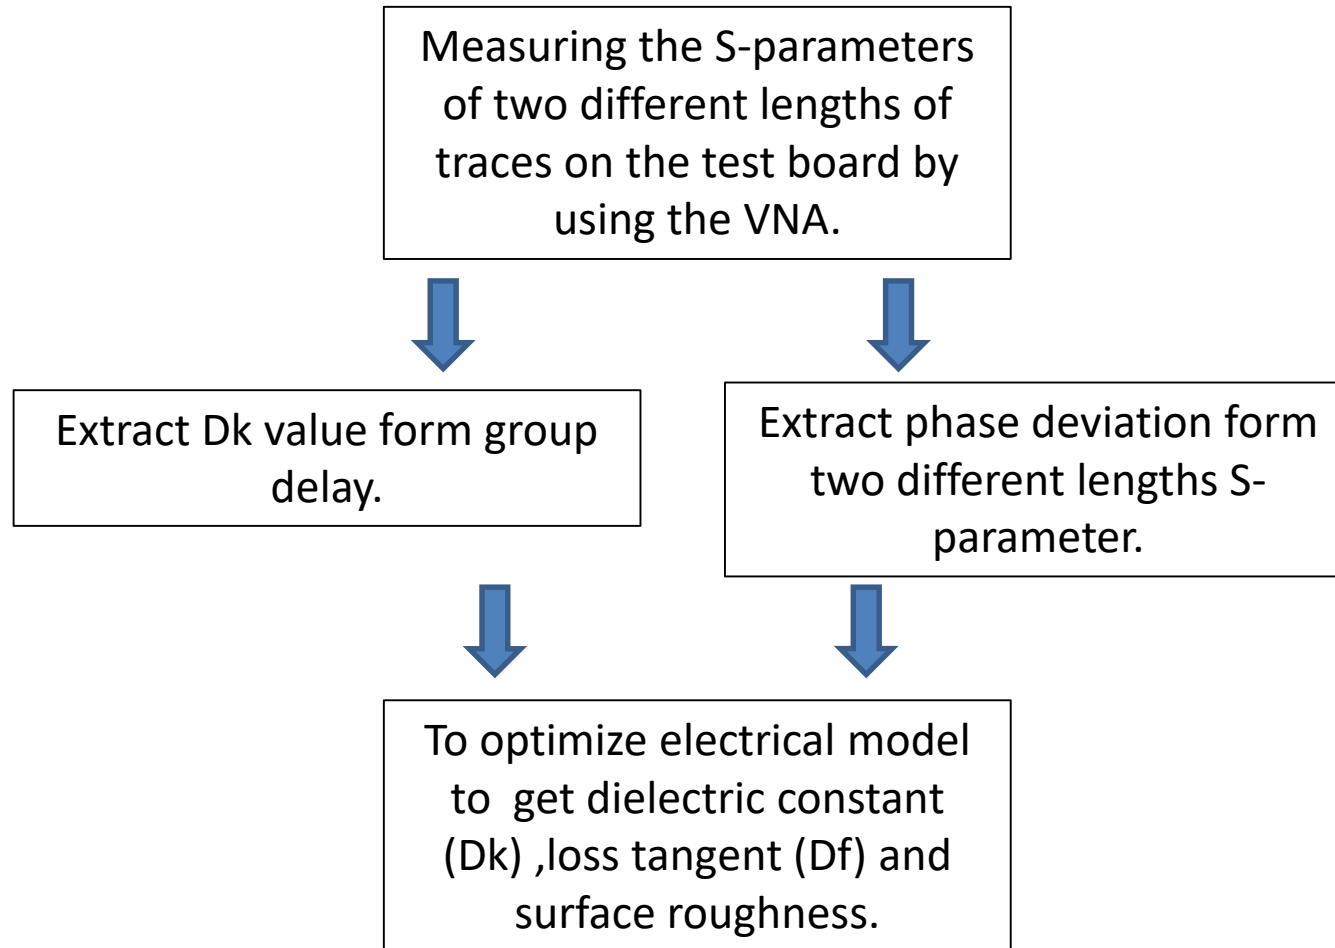 Measuring the S-parameters
of two different lengths of
traces on the test board by
using the VNA.
Extract Dk value form group
delay.
Extract phase deviation form
two different lengths S-
parameter.
To optimize electrical model
to  get dielectric constant
(Dk) ,loss tangent (Df) and
surface roughness.